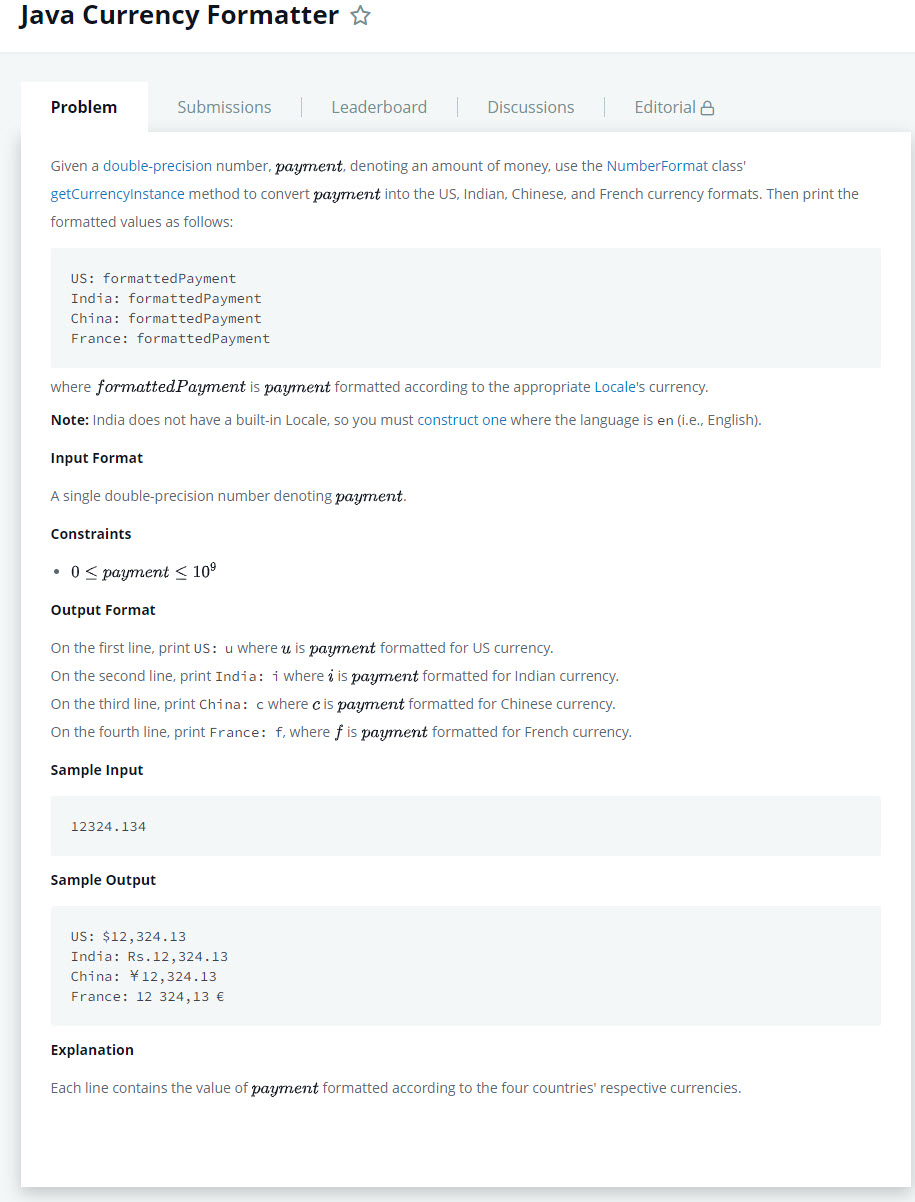 Java Currency Formatter
Problem
Submissions
Leaderboard
Discussions
Editorial
Given a double-precision number, payment, denoting an amount of money, use the NumberFormat class'
getCurrencyInstance method to convert payment into the US, Indian, Chinese, and French currency formats. Then print the
formatted values as follows:
US: formattedPayment
India: formattedPayment
China: formattedPayment
France: formattedPayment
where formattedPayment is payment formatted according to the appropriate Locale's currency.
Note: India does not have a built-in Locale, so you must construct one where the language is en (i.e., English).
Input Format
A single double-precision number denoting payment.
Constraints
• 0 ≤ payment ≤ 10⁹
Output Format
On the first line, print US: u where u is payment formatted for US currency.
On the second line, print India: i where i is payment formatted for Indian currency.
On the third line, print China: c where c is payment formatted for Chinese currency.
On the fourth line, print France: f, where f is payment formatted for French currency.
Sample Input
12324.134
Sample Output
US: $12,324.13
India: Rs.12,324.13
China: ￥12,324.13
France: 12 324,13 €
Explanation
Each line contains the value of payment formatted according to the four countries' respective currencies.